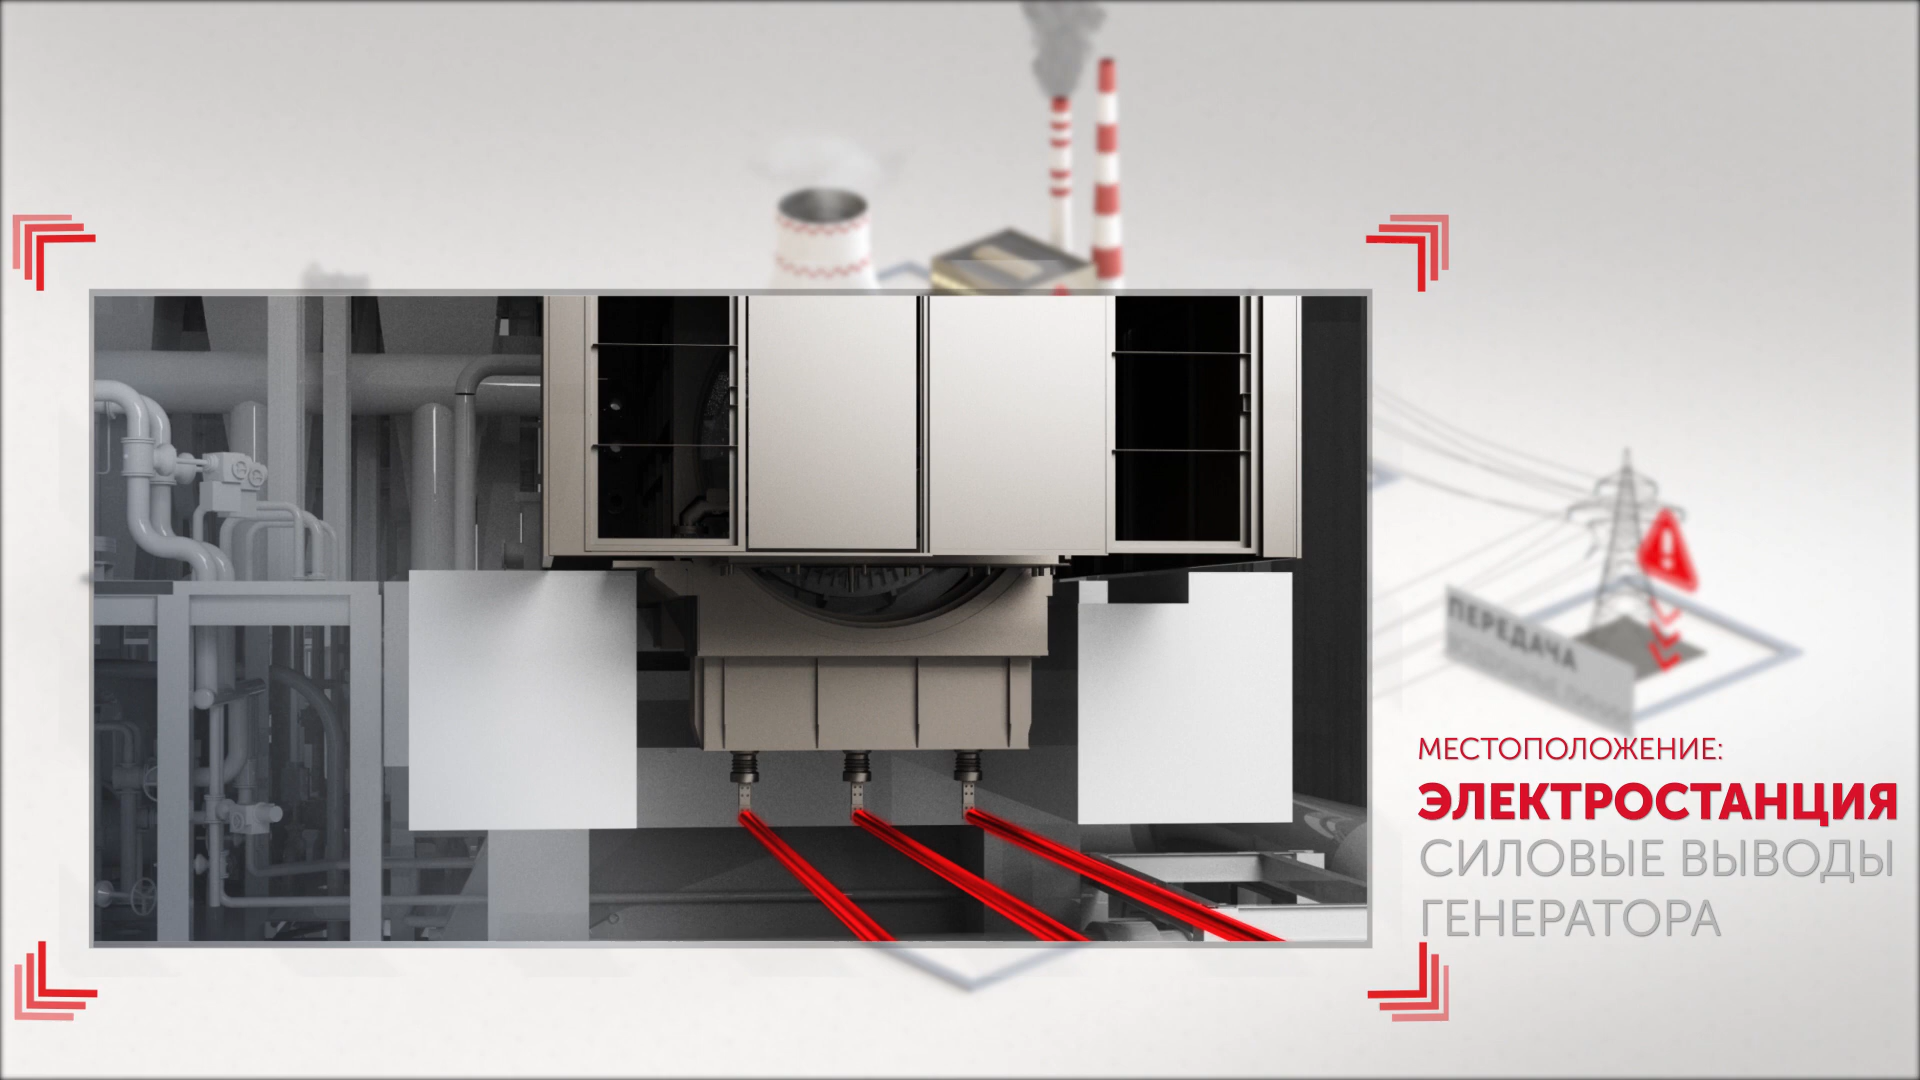 ПЕРЕДАЧА
МЕСТОПОЛОЖЕНИЕ:
ЭЛЕКТРОСТАНЦИЯ
СИЛОВЫЕ ВЫВОДЫ
ГЕНЕРАТОРА